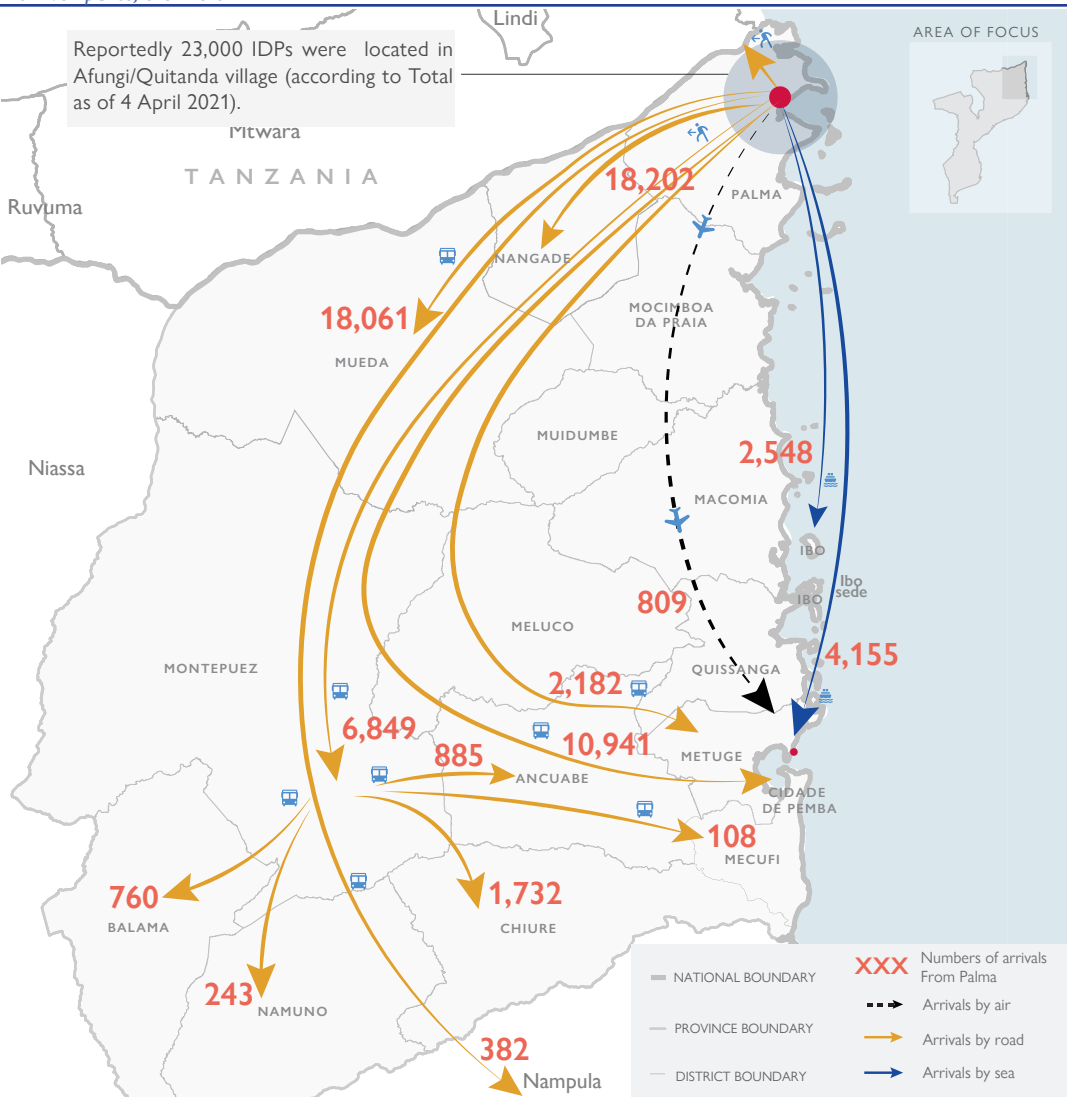 Lindi
Reportedly 23,000 IDPs were located in
Afungi/Quitanda village (according to Total
as of 4 April 2021).
AREA OF FOCUS
Mtwara
TANZANIA
Ruvuma
18,202
PALMA
NANGADE
18,061
MUEDA
MOCIMBOA
DA PRAIA
MUIDUMBE
Niassa
2,548
MACOMIA
IBO
Ibo
sede
IBO
809
MELUCO
QUISSANGA
4,155
MONTEPUEZ
2,182
6,849
10,941
885
METUGE
ANCUABE
CIDADE
DE PEMBA
108
MECUFI
760
1,732
BALAMA
CHIURE
243
NAMUNO
382
Nampula
NATIONAL BOUNDARY
PROVINCE BOUNDARY
DISTRICT BOUNDARY
XXX Numbers of arrivals
From Palma
Arrivals by air
Arrivals by road
Arrivals by sea